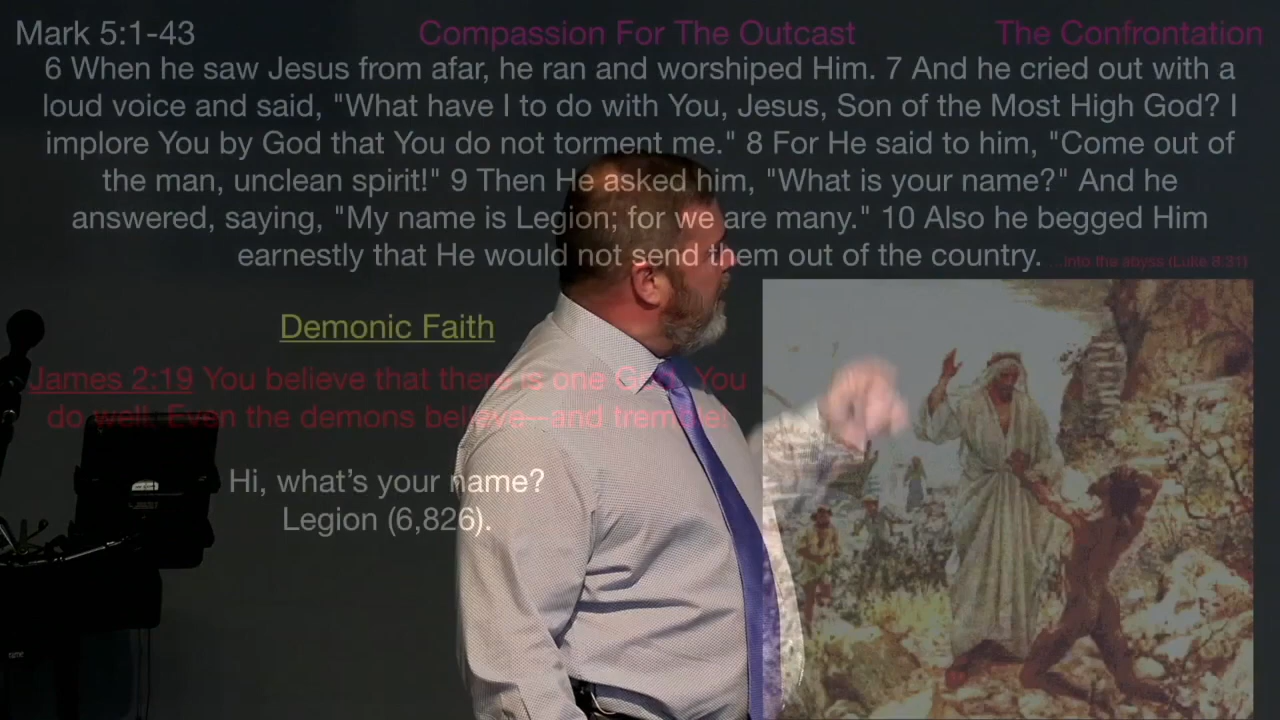 Mark 5:1-43 Compassion For The Outcast The Confrontation
6 When he saw Jesus from afar, he ran and worshiped Him. 7 And he cried out with a
loud voice and said, "What have I to do with You, Jesus, Son of the Most High God? I
implore You by God that You do not torment me." 8 For He said to him, "Come out of
the man, unclean spirit!" 9 Then He asked him, "What is your name?" And he
answered, saying, "My name is Legion; for we are many." 10 Also he begged Him
earnestly that He would not send them out of the country. ...into the abyss (Luke 8:31)
Demonic Faith
James 2:19 You believe that there is one God. You
do well. Even the demons believe—and tremble!
Hi, what's your name?
Legion (6,826).